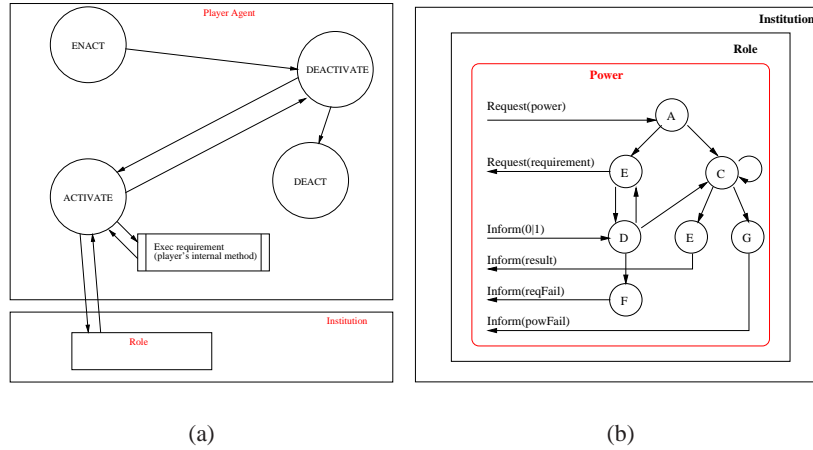 Player Agent
ENACT
DEACTIVATE
ACTIVATE
DEACT
Exec requirement
(player's internal method)
Institution
Role
(a)
Institution
Role
Power
Request(power)
A
Request(requirement)
E
C
Inform(0|1)
D
E
G
Inform(result)
Inform(reqFail)
F
Inform(powFail)
(b)